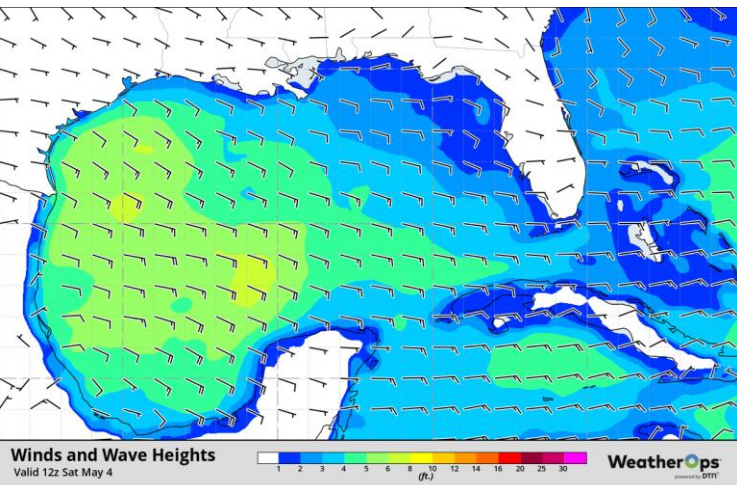 Winds and Wave Heights
Valid 12z Sat May 4
1 2 3 4 5 6 8 10 12 14 16 20 25 30
(ft.)
WeatherOps
powered by DTN